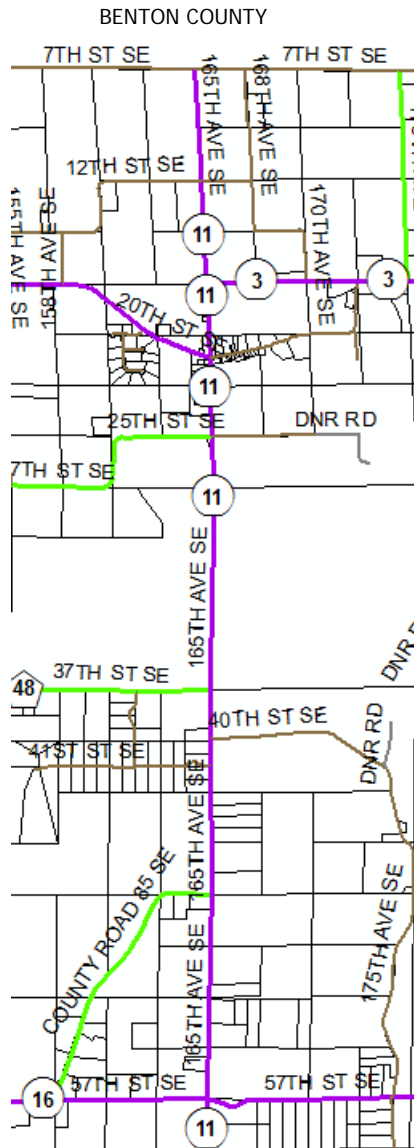 BENTON COUNTY
7TH ST SE
7TH ST SE
165TH AVE SE
168TH AVE SE
12TH ST SE
155TH AVE SE
158TH AVE SE
170TH AVE SE
11
3
3
11
20TH ST SE
11
25TH ST SE
DNR RD
7TH ST SE
11
165TH AVE SE
37TH ST SE
48
DNR
40TH ST SE
DNR RD
41ST ST SE
165TH AVE SE
COUNTY ROAD 85 SE
175TH AVE SE
165TH AVE SE
16
57TH ST SE
57TH ST SE
11